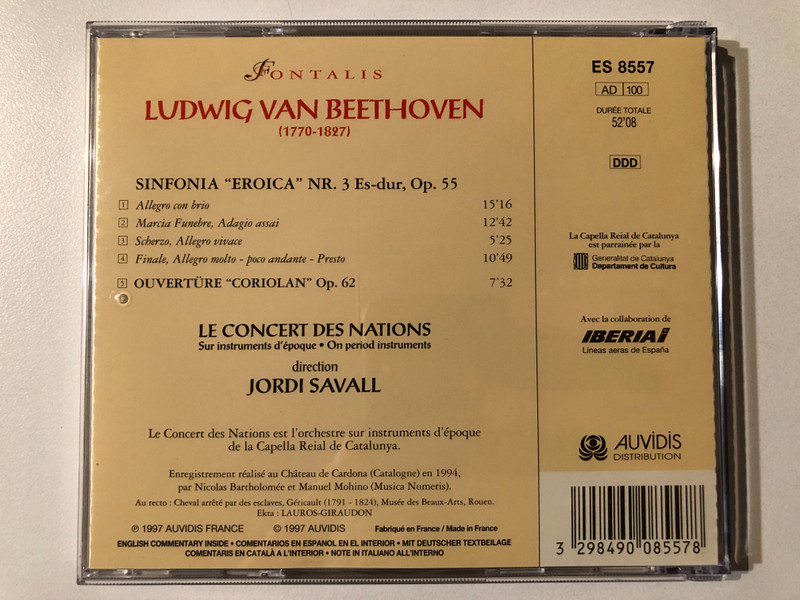 FONTALIS
LUDWIG VAN BEETHOVEN
(1770-1827)
SINFONIA “EROICA” NR. 3 Es-dur, Op. 55
1 Allegro con brio 15’16
2 Marcia Funebre, Adagio assai 12’42
3 Scherzo, Allegro vivace 5’25
4 Finale, Allegro molto - poco andante - Presto 10’49
5 OUVERTÜRE “CORIOLAN” Op. 62 7’32
LE CONCERT DES NATIONS
Sur instruments d’époque • On period instruments
direction
JORDI SAVALL
Le Concert des Nations est l’orchestre sur instruments d’époque
de la Capella Reial de Catalunya.
Enregistrement réalisé au Château de Cardona (Catalogne) en 1994,
par Nicolas Bartholomée et Manuel Mohino (Musica Numeris).
Au recto : Cheval arrêté par des esclaves, Géricault (1791 - 1824), Musée des Beaux-Arts, Rouen.
Ekta : LAUROS-GIRAUDON
℗ 1997 AUVIDIS FRANCE © 1997 AUVIDIS Fabriqué en France / Made in France
ENGLISH COMMENTARY INSIDE • COMENTARIOS EN ESPANOL EN EL INTERIOR • MIT DEUTSCHER TEXTBEILAGE
COMENTARIS EN CATALÀ A L’INTERIOR • NOTE IN ITALIANO ALL’INTERNO
ES 8557
AD 100
DURÉE TOTALE
52’08
DDD
La Capella Reial de Catalunya
est parrainée par la
Generalitat de Catalunya
Departament de Cultura
Avec la collaboration de
IBERIA
Lineas aeras de España
AUVIDIS
DISTRIBUTION
3 298490 085578